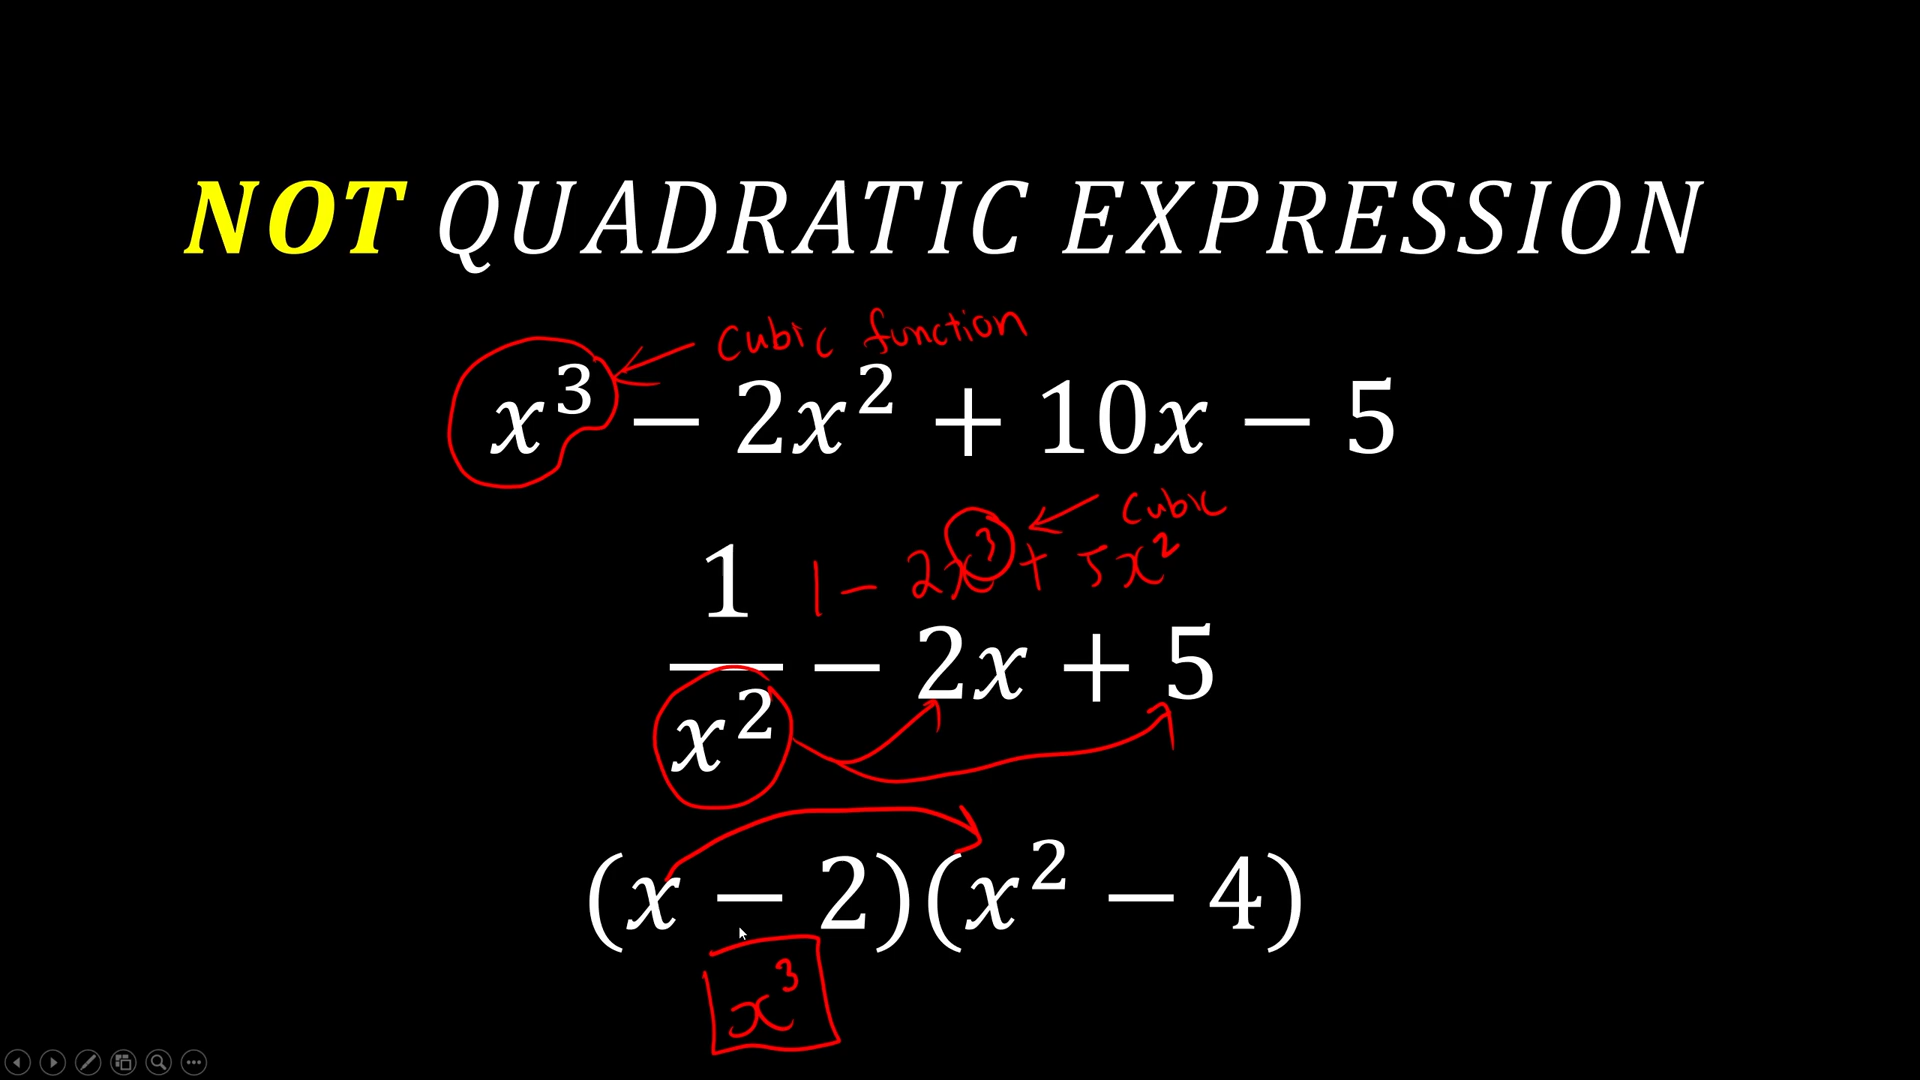 NOT QUADRATIC EXPRESSION
Cubic function
x³ − 2x² + 10x − 5
Cubic
1 − 2x³ + 5x²
1/x² − 2x + 5
(x − 2)(x² − 4)
x³